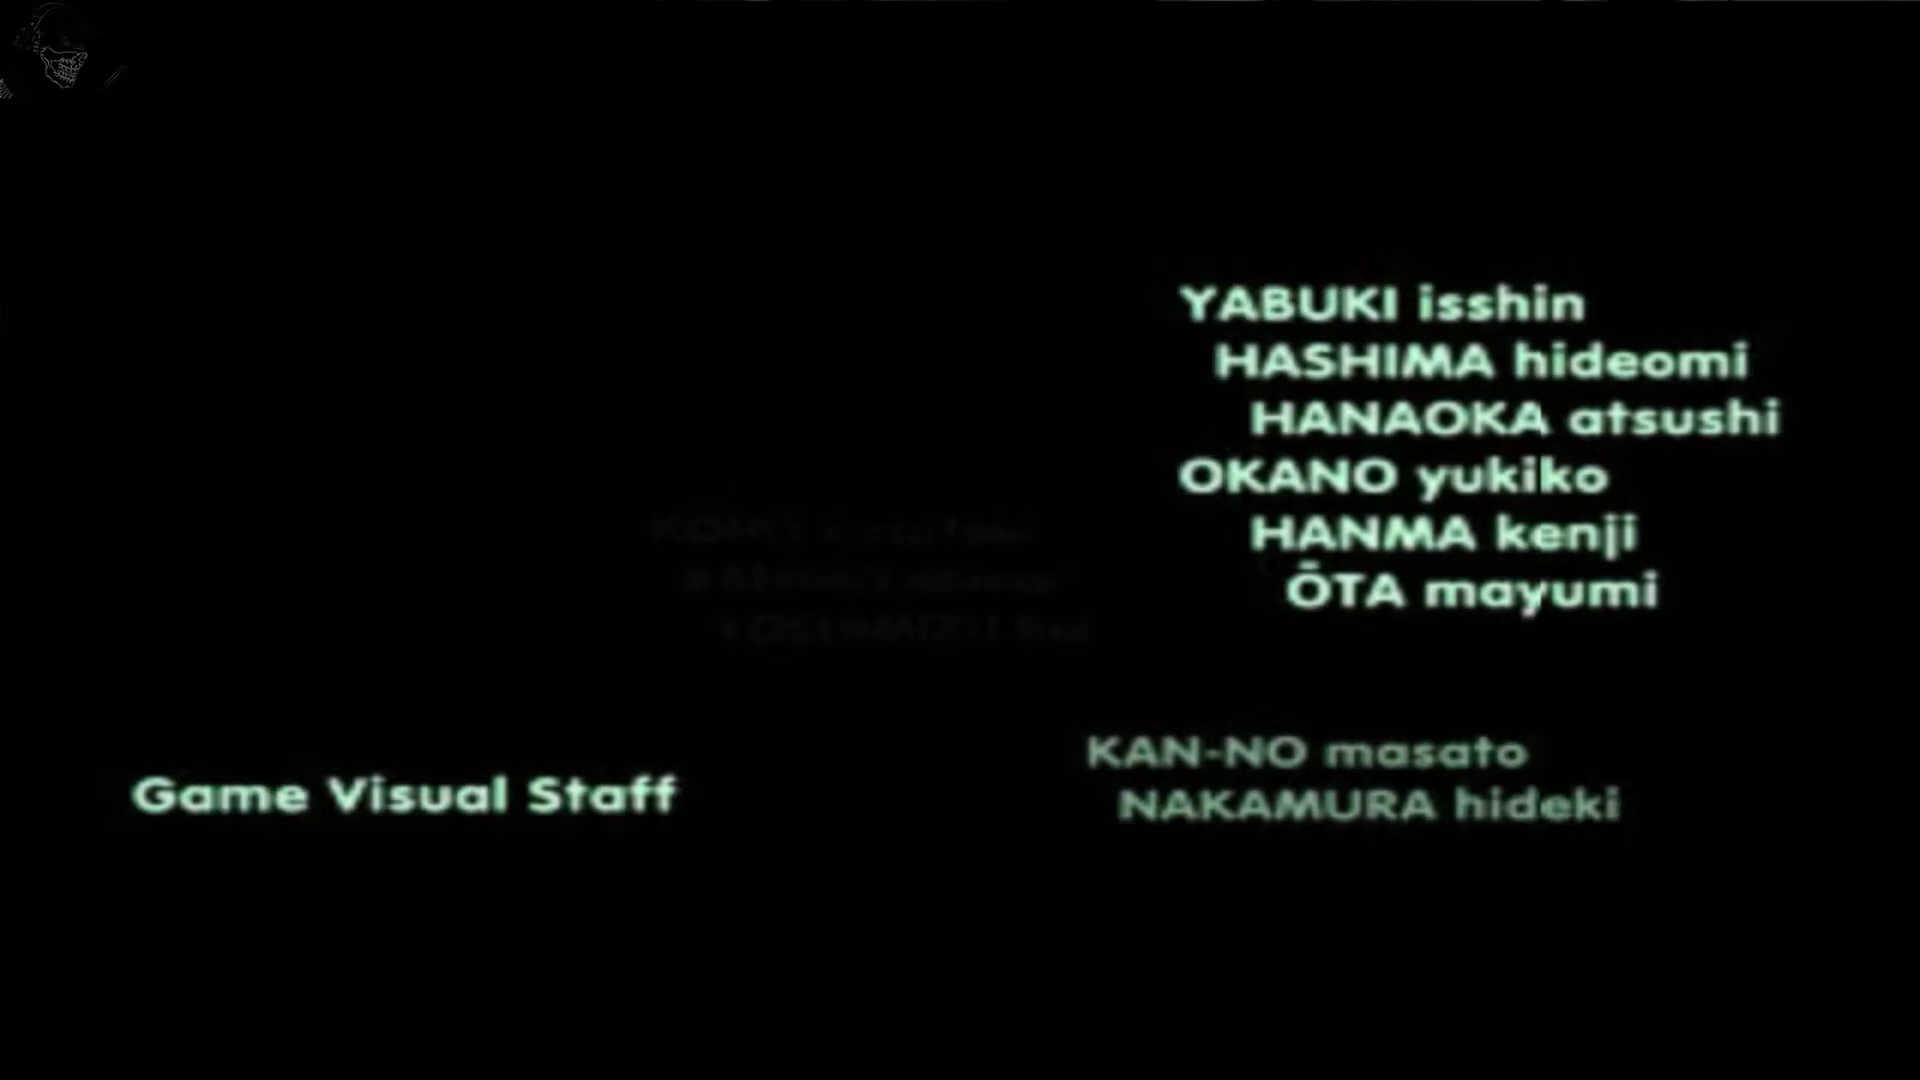 YABUKI isshin
HASHIMA hideomi
HANAOKA atsushi
OKANO yukiko
HANMA kenji
ŌTA mayumi
Game Visual Staff
KAN-NO masato
NAKAMURA hideki